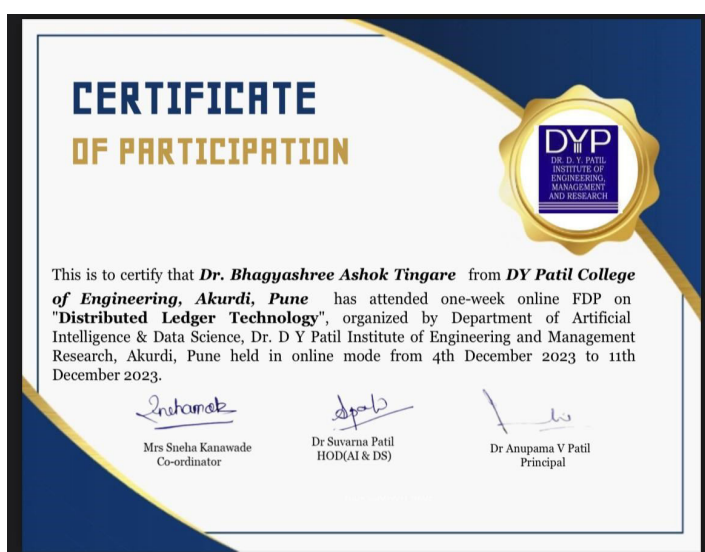 CERTIFICATE
OF PARTICIPATION
DYP
DR. D. Y. PATIL
INSTITUTE OF
ENGINEERING,
MANAGEMENT
AND RESEARCH
This is to certify that Dr. Bhagyashree Ashok Tingare from DY Patil College
of Engineering, Akurdi, Pune has attended one-week online FDP on
"Distributed Ledger Technology", organized by Department of Artificial
Intelligence & Data Science, Dr. D Y Patil Institute of Engineering and Management
Research, Akurdi, Pune held in online mode from 4th December 2023 to 11th
December 2023.
Mrs Sneha Kanawade
Co-ordinator
Dr Suvarna Patil
HOD(AI & DS)
Dr Anupama V Patil
Principal